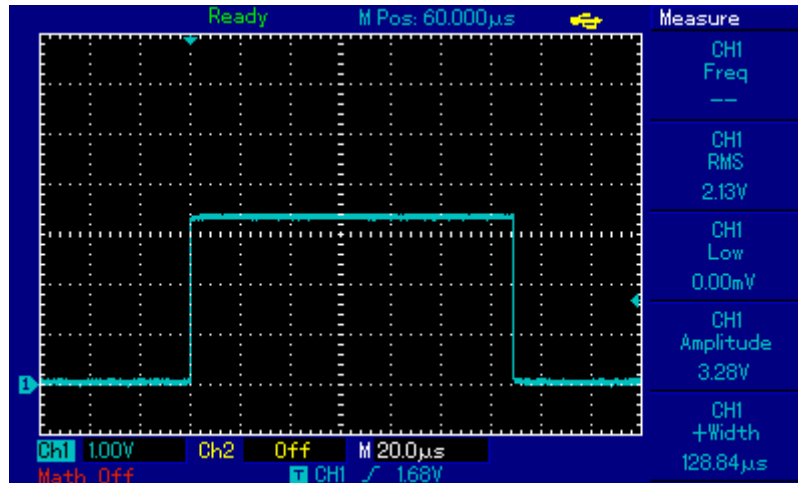 Ready M Pos: 60.000µs Measure
CH1
Freq
--
CH1
RMS
2.13V
CH1
Low
0.00mV
CH1
Amplitude
3.28V
CH1
+Width
128.84µs
1
Ch1 1.00V Ch2 Off M 20.0µs
Math Off T CH1 1.68V